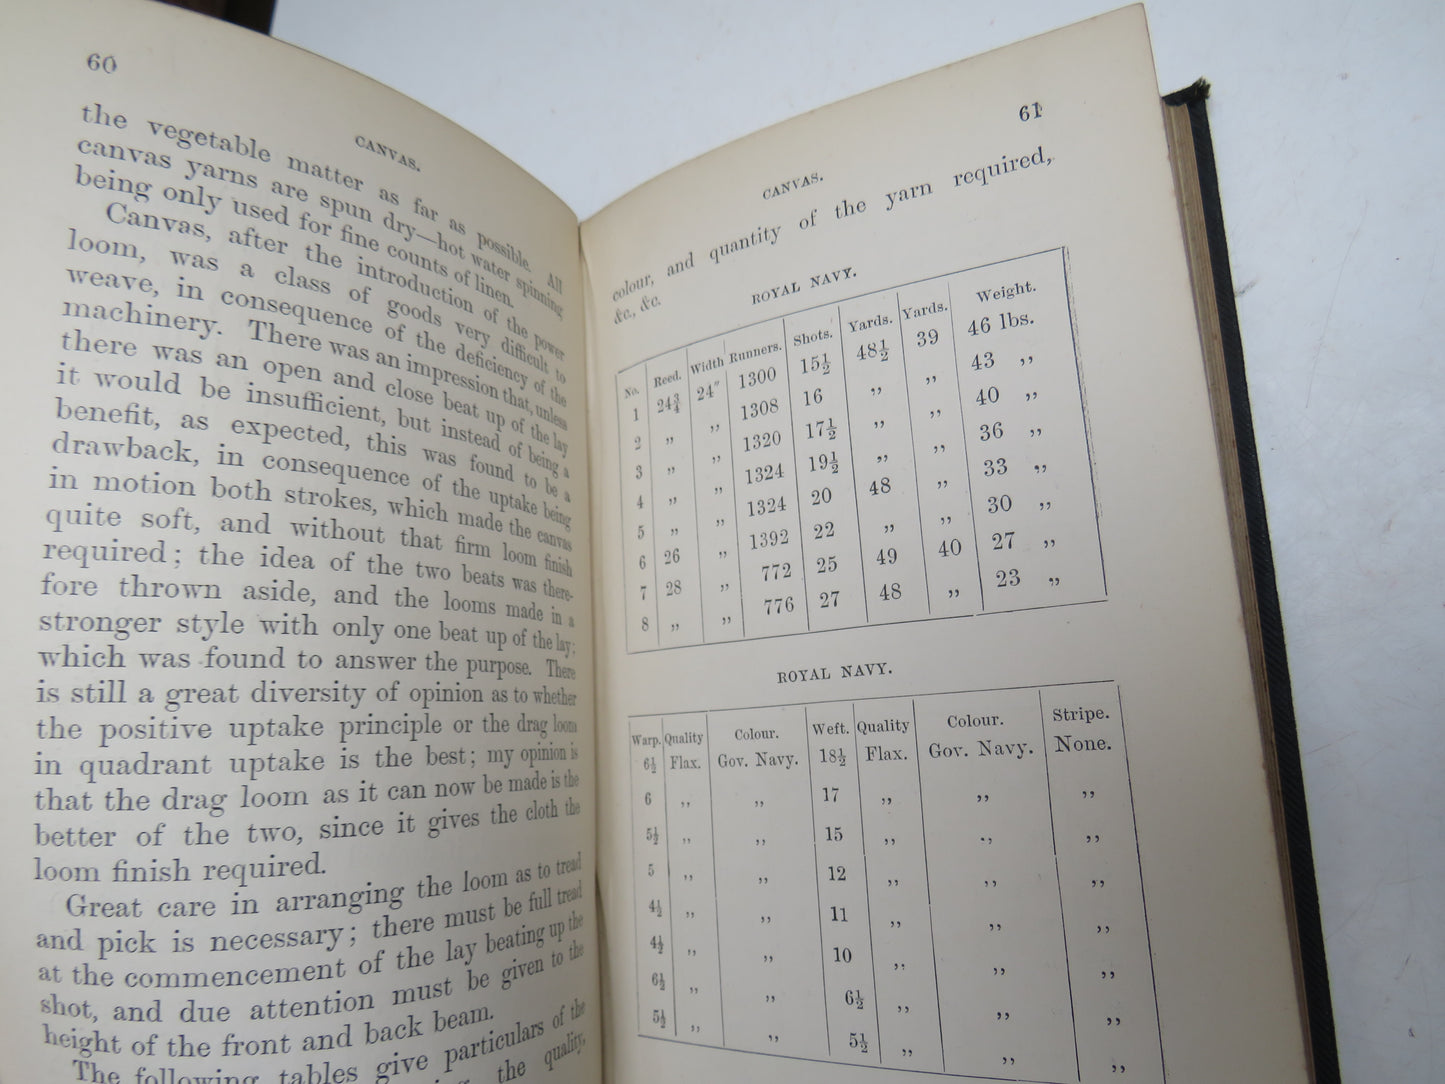 60
CANVAS.
the vegetable matter as far as possible. All
canvas yarns are spun dry—hot water spinning
being only used for fine counts of linen.
Canvas, after the introduction of the power
loom, was a class of goods very difficult to
weave, in consequence of the deficiency of the
machinery. There was an impression that, unless
there was an open and close beat up of the lay
it would be insufficient, but instead of being a
benefit, as expected, this was found to be a
drawback, in consequence of the uptake being
in motion both strokes, which made the canvas
quite soft, and without that firm loom finish
required; the idea of the two beats was there-
fore thrown aside, and the looms made in a
stronger style with only one beat up of the lay;
which was found to answer the purpose. There
is still a great diversity of opinion as to whether
the positive uptake principle or the drag loom
in quadrant uptake is the best; my opinion is
that the drag loom as it can now be made is the
better of the two, since it gives the cloth the
loom finish required.
Great care in arranging the loom as to tread
and pick is necessary; there must be full tread
at the commencement of the lay beating up the
shot, and due attention must be given to the
height of the front and back beam.
The following tables give particulars of the
the quality,
61
CANVAS.
colour, and quantity of the yarn required,
&c., &c.
ROYAL NAVY.
No. Reed. Width Runners. Shots. Yards. Yards. Weight.
1 24¾ 24" 1300 15½ 48½ 39 46 lbs.
2 „ „ 1308 16 „ „ 43 „
3 „ „ 1320 17½ „ „ 40 „
4 „ „ 1324 19½ „ „ 36 „
5 „ „ 1324 20 48 „ 33 „
6 26 „ 1392 22 „ „ 30 „
7 28 „ 772 25 49 40 27 „
8 „ „ 776 27 48 „ 23 „
ROYAL NAVY.
Warp. Quality Colour. Weft. Quality Colour. Stripe.
6½ Flax. Gov. Navy. 18½ Flax. Gov. Navy. None.
6 „ „ 17 „ „ „
5½ „ „ 15 „ „ „
5 „ „ 12 „ „ „
4½ „ „ 11 „ „ „
4½ „ „ 10 „ „ „
6½ „ „ 6½ „ „ „
5½ „ „ 5½ „ „ „